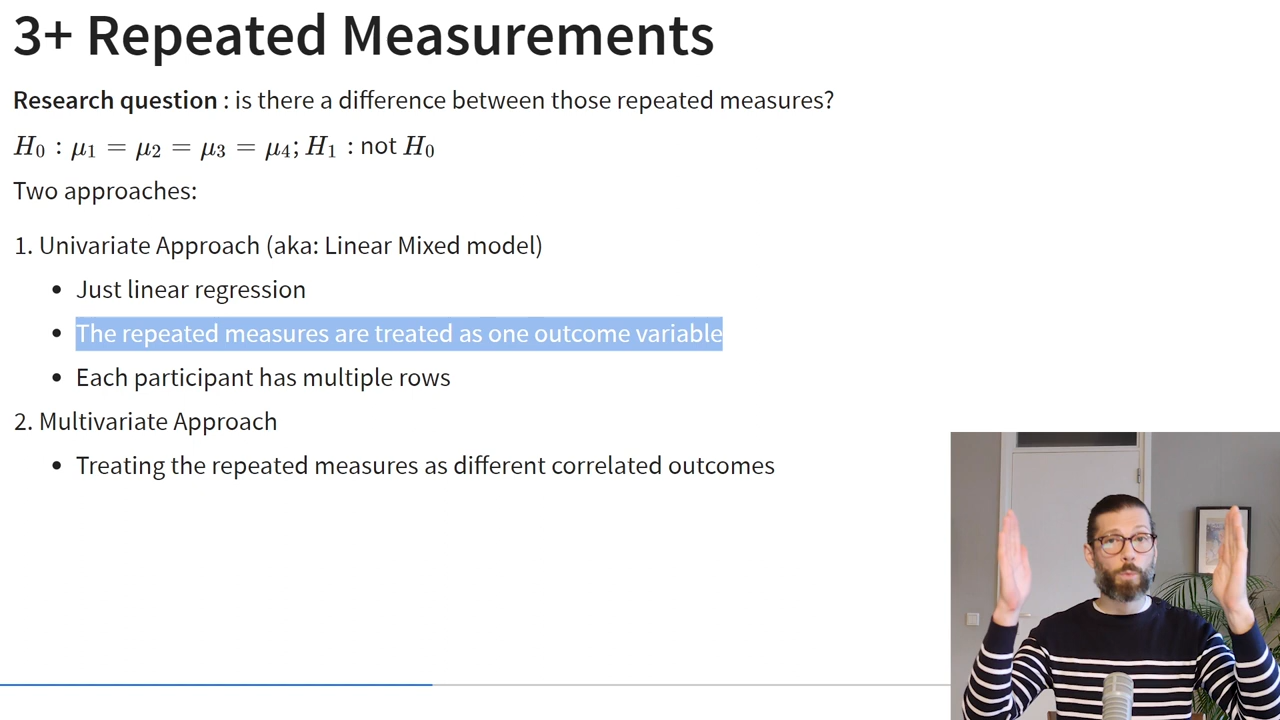 3+ Repeated Measurements
Research question : is there a difference between those repeated measures?
H₀ : μ₁ = μ₂ = μ₃ = μ₄; H₁ : not H₀
Two approaches:
1. Univariate Approach (aka: Linear Mixed model)
• Just linear regression
• The repeated measures are treated as one outcome variable
• Each participant has multiple rows
2. Multivariate Approach
• Treating the repeated measures as different correlated outcomes